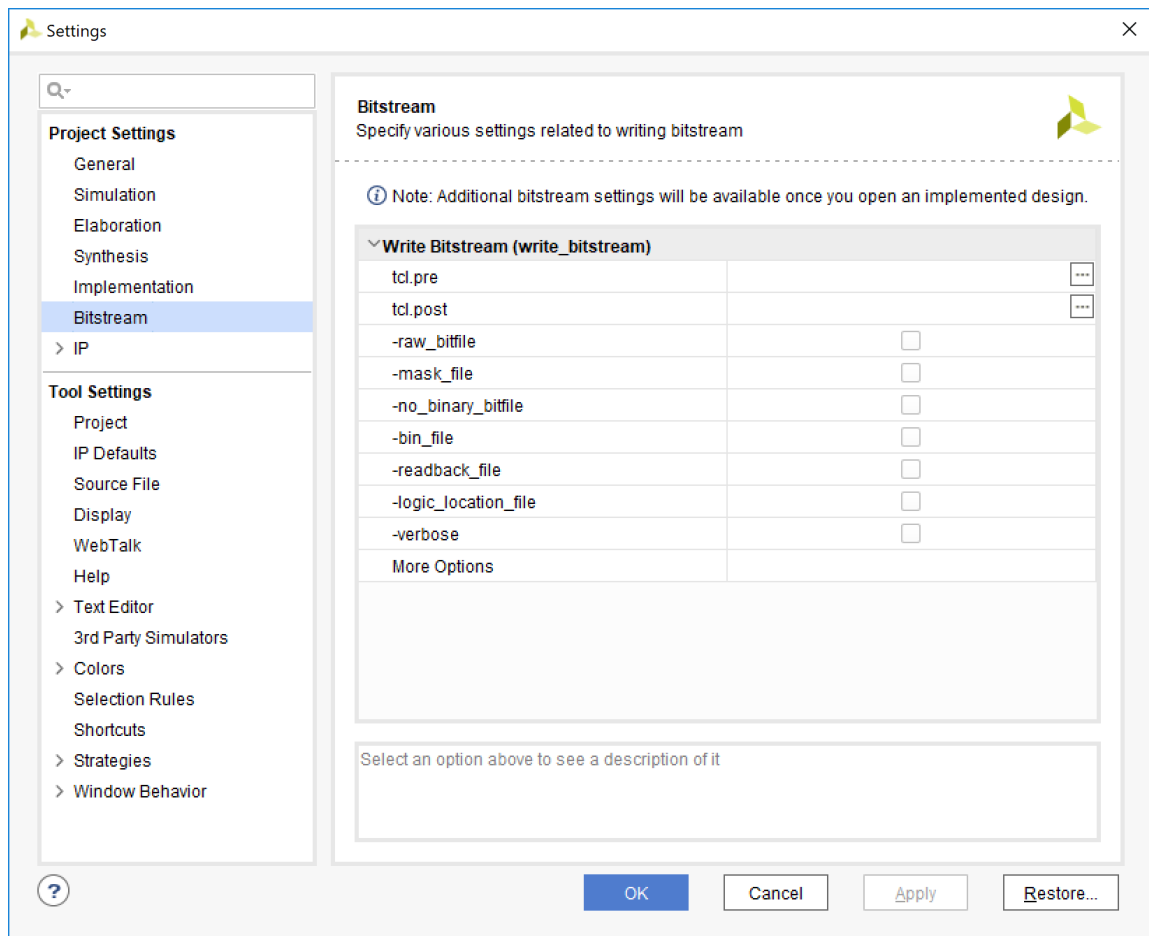 Settings
Project Settings
General
Simulation
Elaboration
Synthesis
Implementation
Bitstream
IP
Tool Settings
Project
IP Defaults
Source File
Display
WebTalk
Help
Text Editor
3rd Party Simulators
Colors
Selection Rules
Shortcuts
Strategies
Window Behavior
Bitstream
Specify various settings related to writing bitstream
Note: Additional bitstream settings will be available once you open an implemented design.
Write Bitstream (write_bitstream)
tcl.pre
tcl.post
-raw_bitfile
-mask_file
-no_binary_bitfile
-bin_file
-readback_file
-logic_location_file
-verbose
More Options
Select an option above to see a description of it
? OK Cancel Apply Restore...